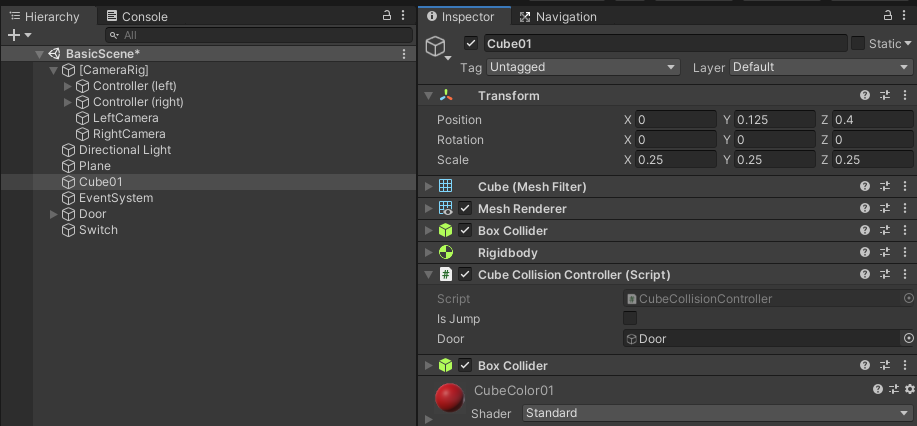 Hierarchy
Console
All
BasicScene*
[CameraRig]
Controller (left)
Controller (right)
LeftCamera
RightCamera
Directional Light
Plane
Cube01
EventSystem
Door
Switch
Inspector
Navigation
Cube01
Static
Tag Untagged Layer Default
Transform
Position X 0 Y 0.125 Z 0.4
Rotation X 0 Y 0 Z 0
Scale X 0.25 Y 0.25 Z 0.25
Cube (Mesh Filter)
Mesh Renderer
Box Collider
Rigidbody
# Cube Collision Controller (Script)
Script CubeCollisionController
Is Jump
Door Door
Box Collider
CubeColor01
Shader Standard